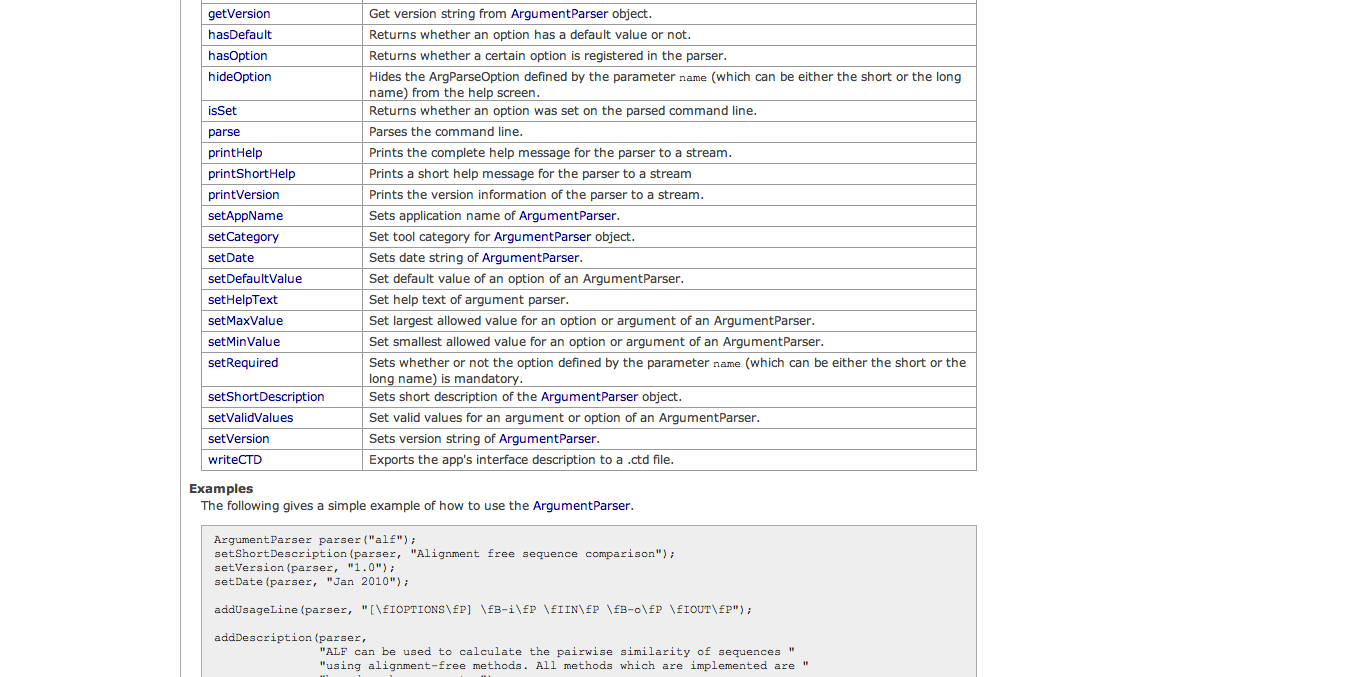 getVersion Get version string from ArgumentParser object.
hasDefault Returns whether an option has a default value or not.
hasOption Returns whether a certain option is registered in the parser.
hideOption Hides the ArgParseOption defined by the parameter name (which can be either the short or the long
name) from the help screen.
isSet Returns whether an option was set on the parsed command line.
parse Parses the command line.
printHelp Prints the complete help message for the parser to a stream.
printShortHelp Prints a short help message for the parser to a stream
printVersion Prints the version information of the parser to a stream.
setAppName Sets application name of ArgumentParser.
setCategory Set tool category for ArgumentParser object.
setDate Sets date string of ArgumentParser.
setDefaultValue Set default value of an option of an ArgumentParser.
setHelpText Set help text of argument parser.
setMaxValue Set largest allowed value for an option or argument of an ArgumentParser.
setMinValue Set smallest allowed value for an option or argument of an ArgumentParser.
setRequired Sets whether or not the option defined by the parameter name (which can be either the short or the
long name) is mandatory.
setShortDescription Sets short description of the ArgumentParser object.
setValidValues Set valid values for an argument or option of an ArgumentParser.
setVersion Sets version string of ArgumentParser.
writeCTD Exports the app's interface description to a .ctd file.
Examples
The following gives a simple example of how to use the ArgumentParser.
ArgumentParser parser("alf");
setShortDescription(parser, "Alignment free sequence comparison");
setVersion(parser, "1.0");
setDate(parser, "Jan 2010");
addUsageLine(parser, "[\fIOPTIONS\fP] \fB-i\fP \fIIN\fP \fB-o\fP \fIOUT\fP");
addDescription(parser,
"ALF can be used to calculate the pairwise similarity of sequences "
"using alignment-free methods. All methods which are implemented are "